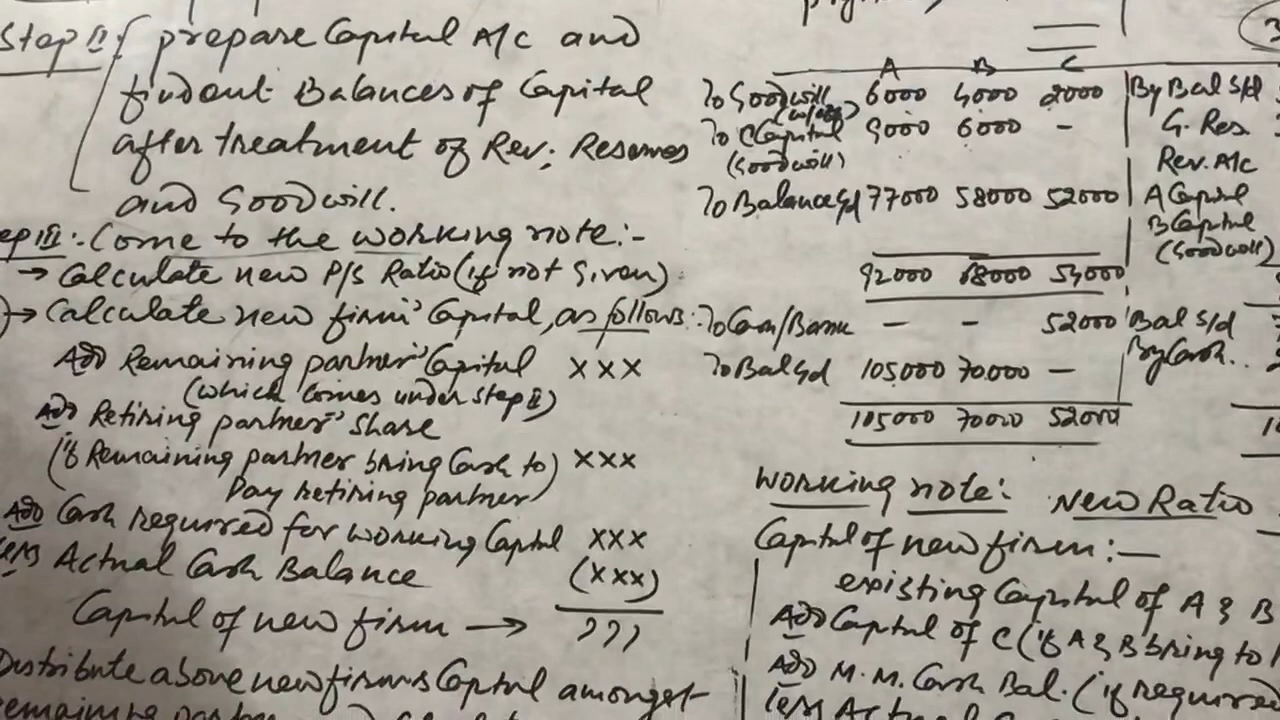 Step II prepare Capital A/c and
findout Balances of Capital
after treatment of Rev; Reserves
and Goodwill.
ep III:. Come to the working note:-
→ Calculate new P/S Ratio (if not given)
→ Calculate new firm's Capital, as follows:
Add Remaining partner's Capital xxx
(which comes under Step II)
Add Retiring partner's Share
(if Remaining partner bring Cash to) xxx
Pay retiring partner
Add Cash required for working Capital xxx
less Actual Cash Balance (xxx)
Capital of new firm → ???
Distribute above new firm's Capital amongst
A B C
To Goodwill 6000 4000 2000 By Bal b/d
(w/off)
To C Capital 9000 6000 - G. Res
(Goodwill) Rev. A/c
To Balance c/d 77000 58000 52000 A Capital
B Capital
(Goodwill)
92000 68000 54000
To Cash/Bank - - 52000 Bal b/d
By Cash.
To Bal c/d 105000 70000 -
105000 70000 52000
Working note: New Ratio
Capital of new firm:-
existing Capital of A & B
Add Capital of C (if A & B bring to
Add M.M. Cash Bal. (if required
less Actual